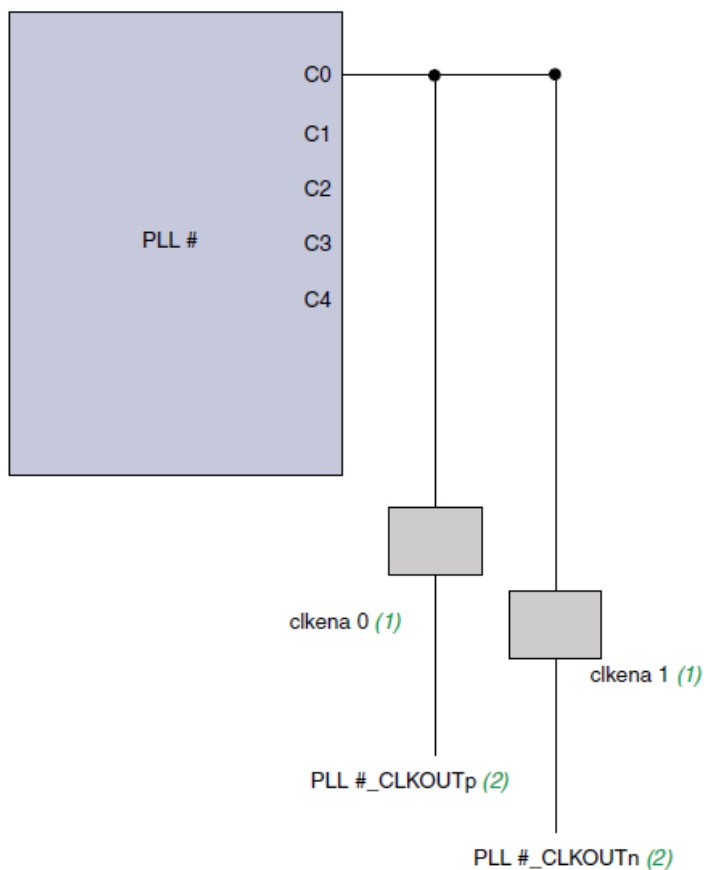 C0
C1
C2
PLL #
C3
C4
clkena 0 (1)
clkena 1 (1)
PLL #_CLKOUTp (2)
PLL #_CLKOUTn (2)